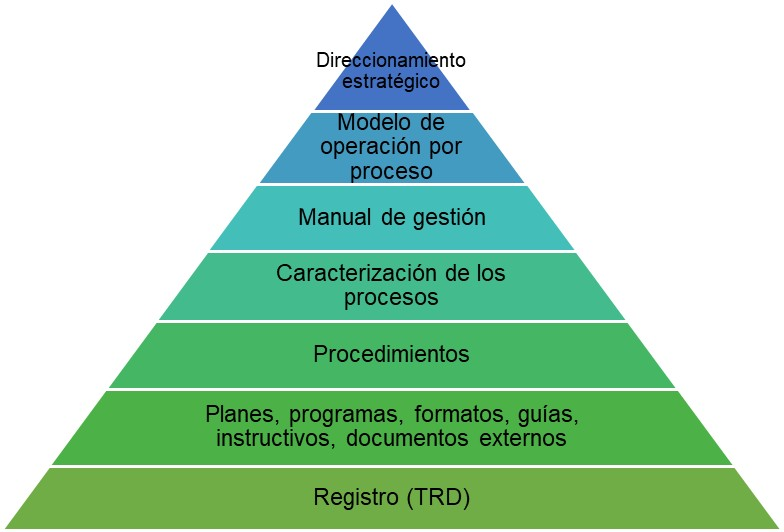 Direccionamiento
estratégico
Modelo de
operación por
proceso
Manual de gestión
Caracterización de los
procesos
Procedimientos
Planes, programas, formatos, guías,
instructivos, documentos externos
Registro (TRD)